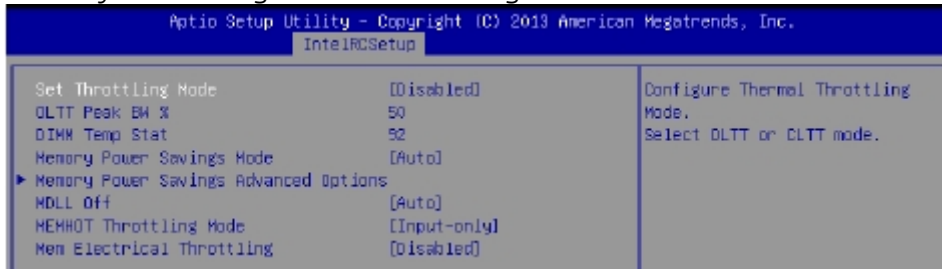 Aptio Setup Utility – Copyright (C) 2013 American Megatrends, Inc.
IntelRCSetup
Set Throttling Mode [Disabled]
OLTT Peak BW % 50
DIMM Temp Stat 92
Memory Power Savings Mode [Auto]
Memory Power Savings Advanced Options
MDLL Off [Auto]
MEMHOT Throttling Mode [Input-only]
Mem Electrical Throttling [Disabled]
Configure Thermal Throttling
Mode.
Select OLTT or CLTT mode.